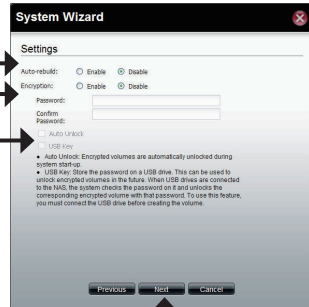 System Wizard
Settings
Auto-rebuild: Enable Disable
Encryption: Enable Disable
Password:
Confirm
Password:
Auto Unlock
USB Key
● Auto Unlock: Encrypted volumes are automatically unlocked during
system start-up.
● USB Key: Store the password on a USB drive. This can be used to
unlock encrypted volumes in the future. When USB drives are connected
to the NAS, the system checks the password on it and unlocks the
corresponding encrypted volume with that password. To use this feature,
you must connect the USB drive before creating the volume.
Previous Next Cancel